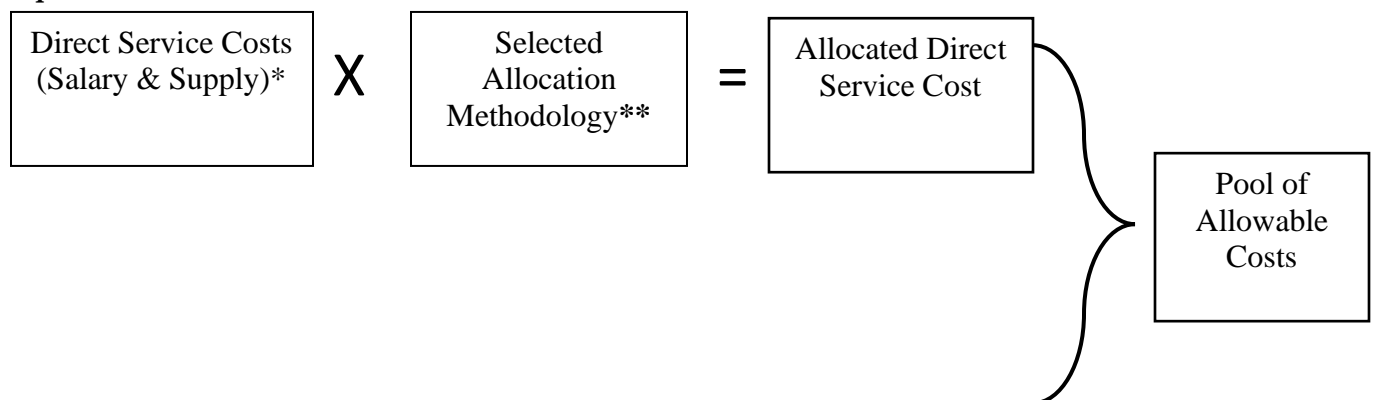 Direct Service Costs
(Salary & Supply)*
X
Selected
Allocation
Methodology**
=
Allocated Direct
Service Cost
Pool of
Allowable
Costs